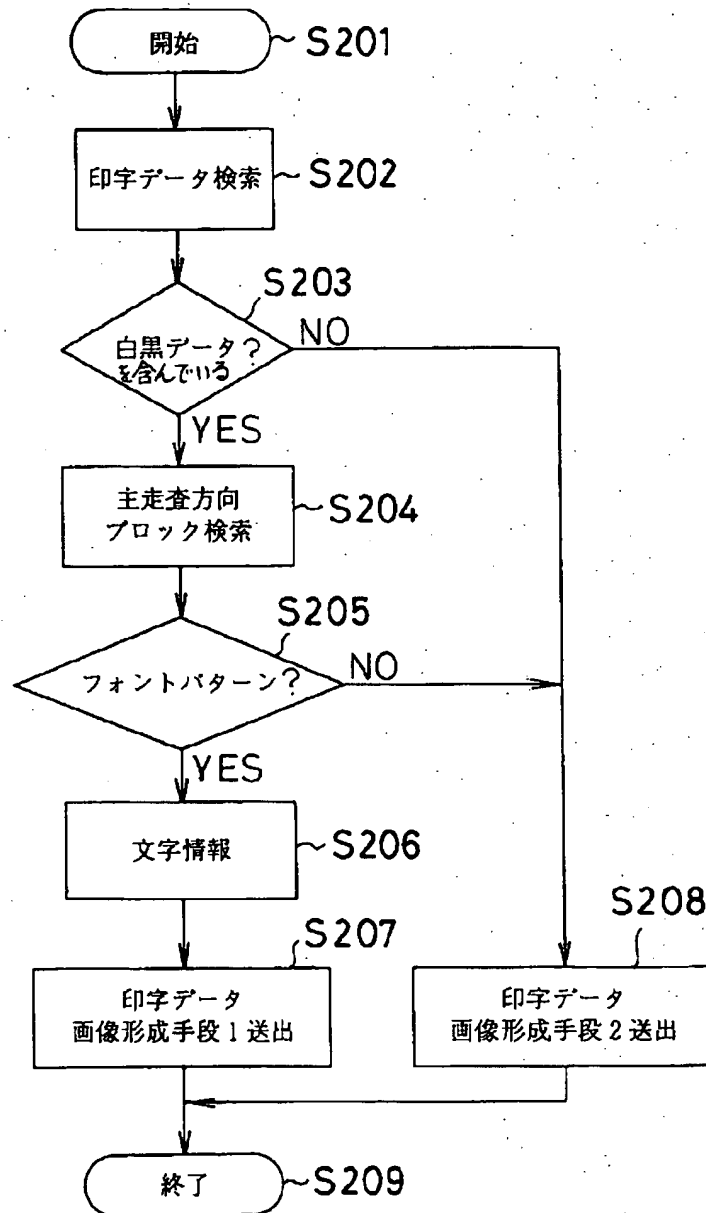 開始 S201
印字データ検索 S202
S203
白黒データ?
を含んでいる
NO
YES
主走査方向
ブロック検索
S204
S205
フォントパターン?
NO
YES
文字情報 S206
S207
印字データ
画像形成手段1送出
S208
印字データ
画像形成手段2送出
終了 S209